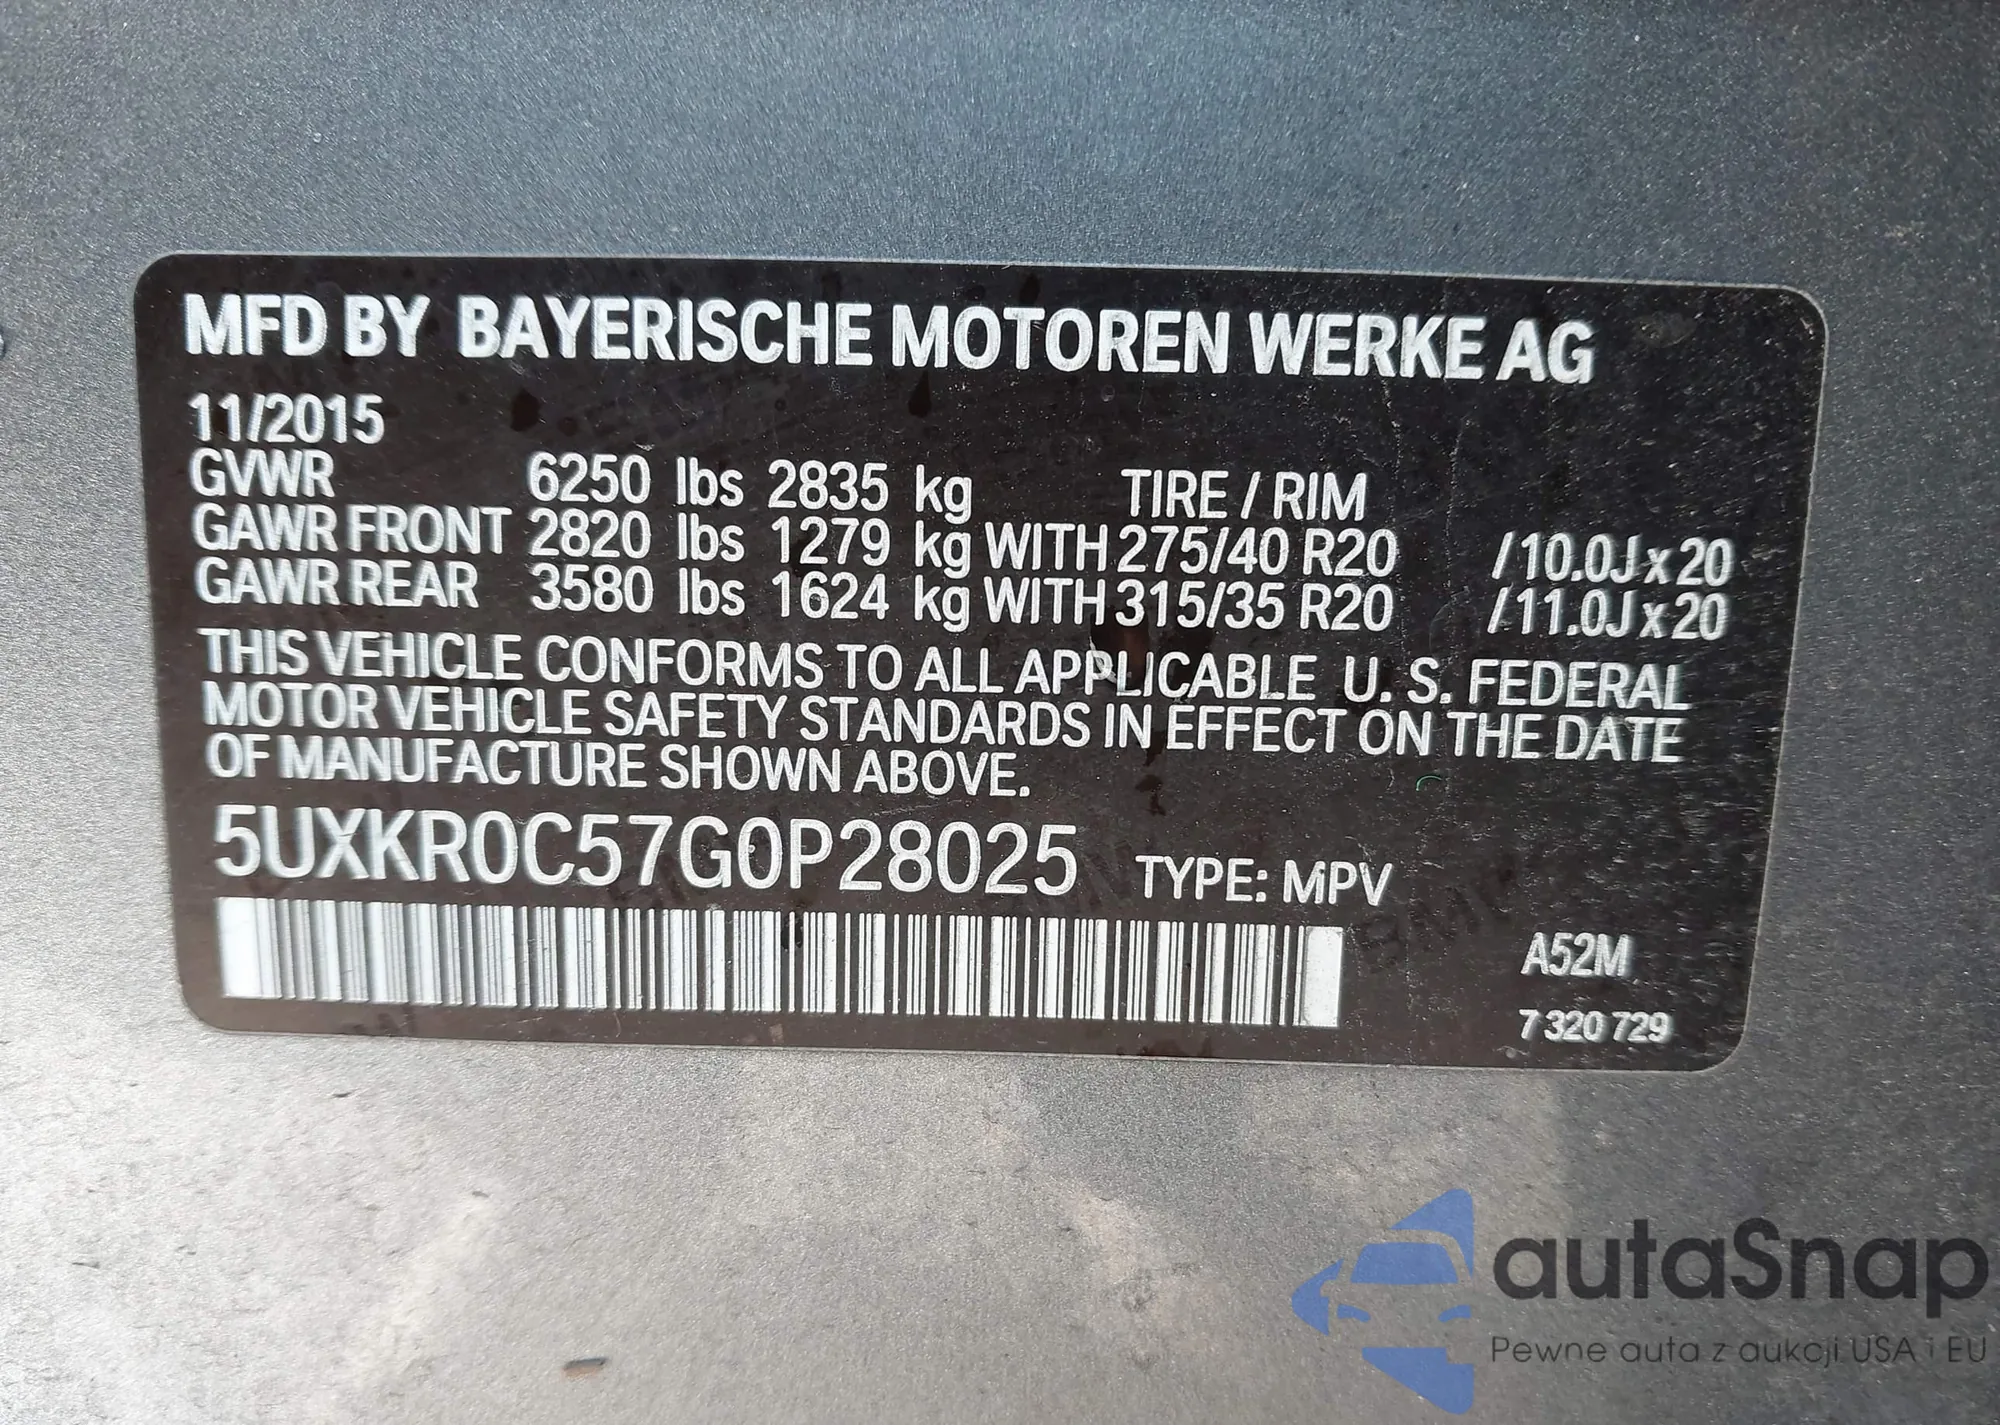 MFD BY BAYERISCHE MOTOREN WERKE AG
11/2015
GVWR 6250 lbs 2835 kg TIRE / RIM
GAWR FRONT 2820 lbs 1279 kg WITH 275/40 R20 / 10.0J x 20
GAWR REAR 3580 lbs 1624 kg WITH 315/35 R20 / 11.0J x 20
THIS VEHICLE CONFORMS TO ALL APPLICABLE U. S. FEDERAL
MOTOR VEHICLE SAFETY STANDARDS IN EFFECT ON THE DATE
OF MANUFACTURE SHOWN ABOVE.
5UXKR0C57G0P28025 TYPE: MPV
A52M
7 320 729
autaSnap
Pewne auta z aukcji USA i EU